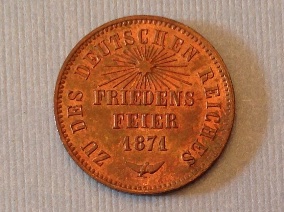 ZU DES DEUTSCHEN REICHES
FRIEDENS
FEIER
1871